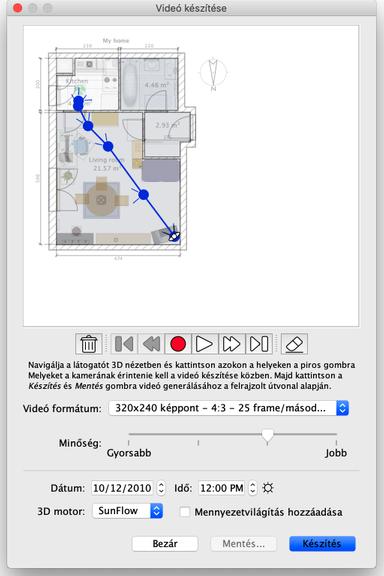 Videó készítése
My home
210
220
Kitchen
4.46 m²
N
2.93 m²
Living room
21.57 m²
474
Navigálja a látogatót 3D nézetben és kattintson azokon a helyeken a piros gombra
Melyeket a kamerának érintenie kell a videó készítése közben. Majd kattintson a
Készítés és Mentés gombra videó generálásához a felrajzolt útvonal alapján.
Videó formátum: 320x240 képpont – 4:3 – 25 frame/másod...
Minőség:
Gyorsabb Jobb
Dátum: 10/12/2010 Idő: 12:00 PM
3D motor: SunFlow Mennyezetvilágítás hozzáadása
Bezár Mentés... Készítés